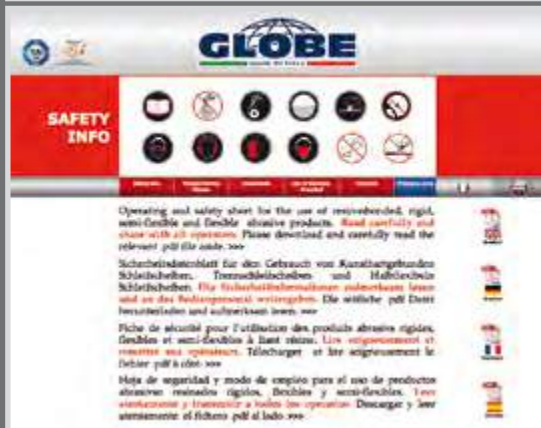 GLOBE
SAFETY
INFO
Operating and safety sheet for the use of resinbonded, rigid,
semi-flexible and flexible abrasive products. Read carefully and
share with all operators. Please download and carefully read the
relevant pdf file aside. >>>
Sicherheitsdatenblatt für den Gebrauch von Kunstharzgebunden
Schleifscheiben, Trennschleifscheiben und Halbflexiblen
Schleifscheiben. Die Sicherheitsinformationen aufmerksam lesen
und an das Bedienpersonal weitergeben. Die seitliche pdf Datei
herunterladen und aufmerksam lesen. >>>
Fiche de sécurité pour l'utilisation des produits abrasive rigides,
flexibles et semi-flexibles à liant résine. Lire soigneusement et
remettre aux opérateurs. Télecharger et lire soigneusement le
fichier pdf à côté. >>>
Hoja de seguridad y modo de empleo para el uso de productos
abrasivos resinados rígidos, flexibles y semi-flexibles. Leer
atentamente y transmitir a todos los operarios. Descargar y leer
atentamente el fichero pdf al lado. >>>